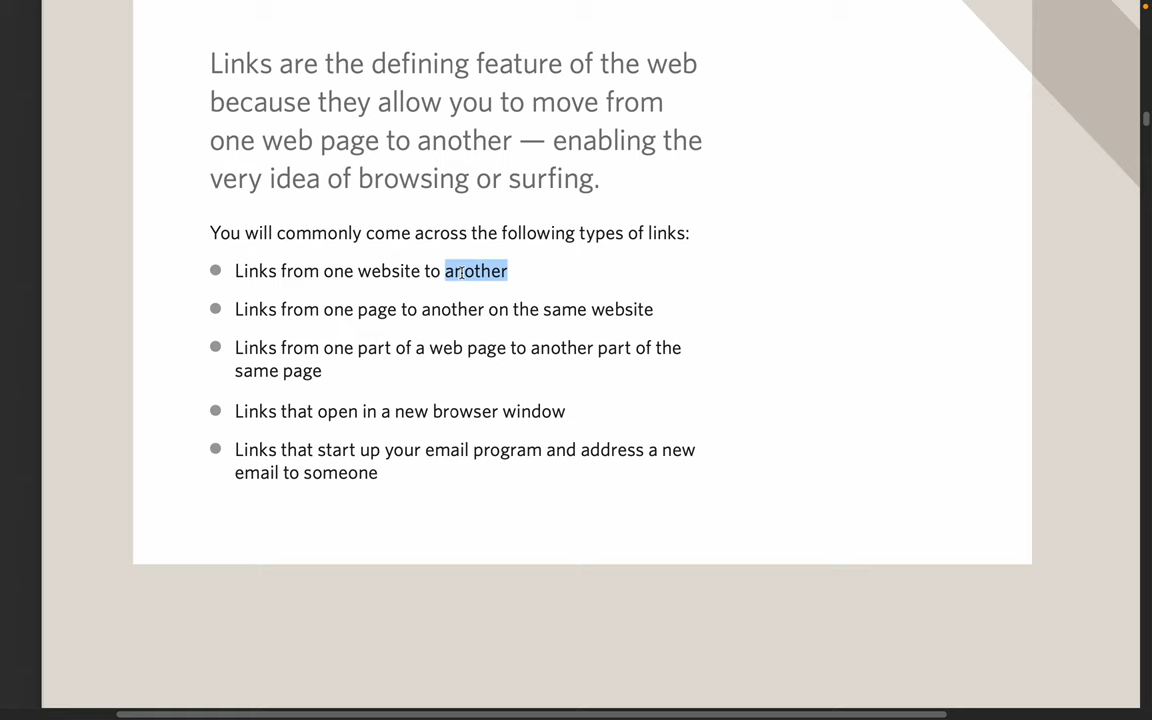 Links are the defining feature of the web
because they allow you to move from
one web page to another — enabling the
very idea of browsing or surfing.
You will commonly come across the following types of links:
Links from one website to another
Links from one page to another on the same website
Links from one part of a web page to another part of the
same page
Links that open in a new browser window
Links that start up your email program and address a new
email to someone